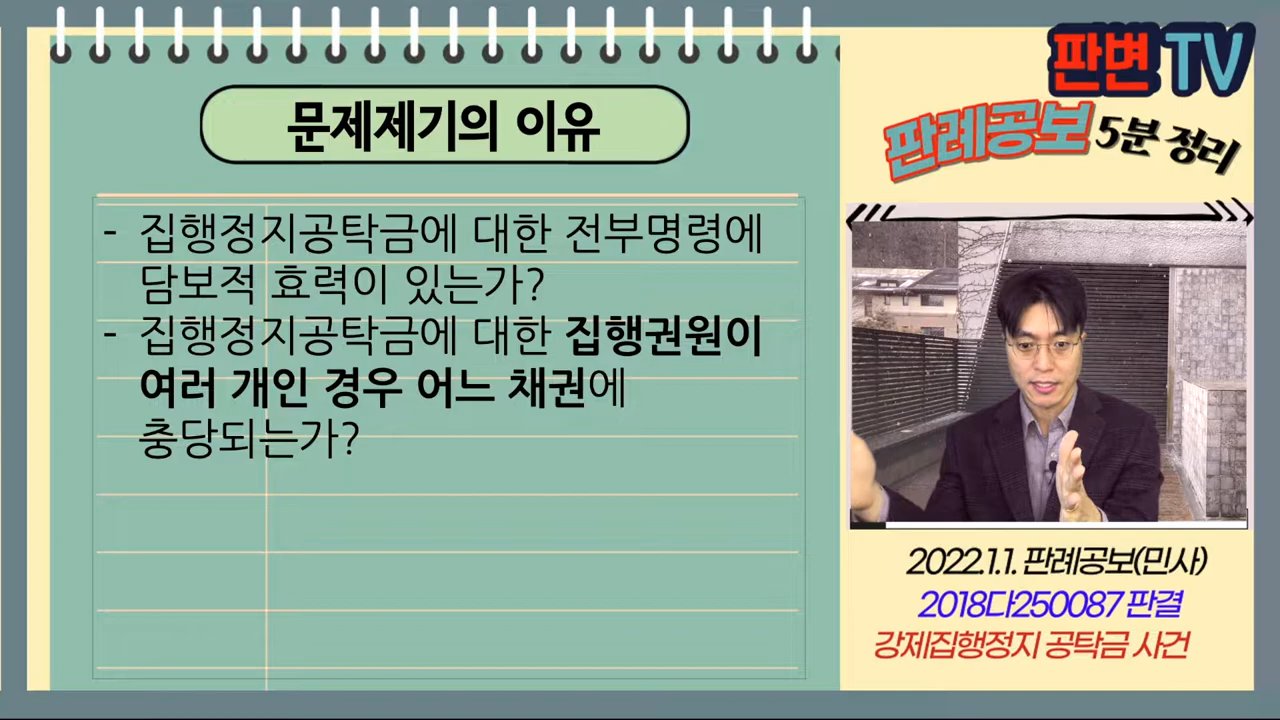 문제제기의 이유
- 집행정지공탁금에 대한 전부명령에
담보적 효력이 있는가?
- 집행정지공탁금에 대한 집행권원이
여러 개인 경우 어느 채권에
충당되는가?
판변 TV
판례공보 5분 정리
2022.1.1. 판례공보(민사)
2018다250087 판결
강제집행정지 공탁금 사건